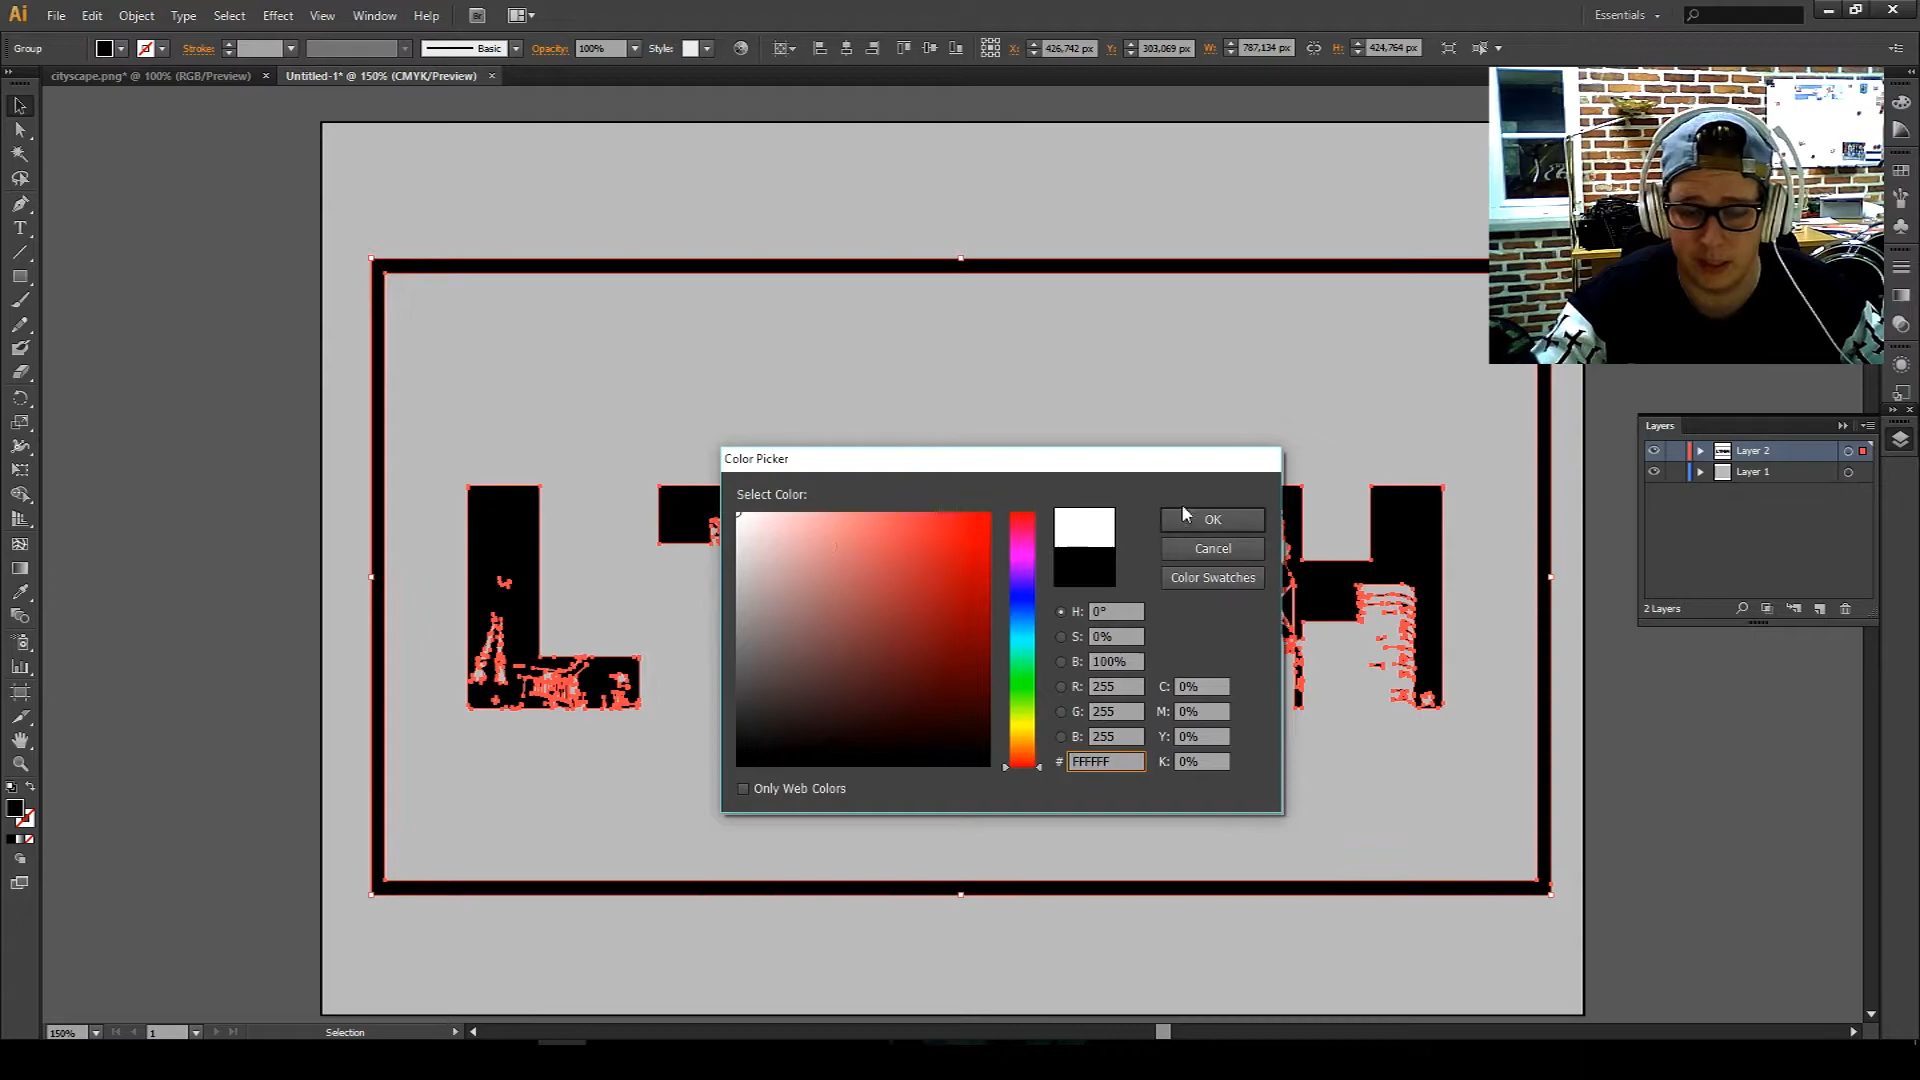 Ai File Edit Object Type Select Effect View Window Help Br Essentials
Group Stroke: Basic Opacity: 100% Style: X: 426,742 px Y: 303,069 px W: 787,134 px H: 424,764 px
cityscape.png* @ 100% (RGB/Preview) × Untitled-1* @ 150% (CMYK/Preview) ×
Layers
Layer 2
Layer 1
2 Layers
Color Picker
Select Color:
OK
Cancel
Color Swatches
H: 0°
S: 0%
B: 100%
R: 255 C: 0%
G: 255 M: 0%
B: 255 Y: 0%
# FFFFFF K: 0%
Only Web Colors
L H
150% 1 Selection